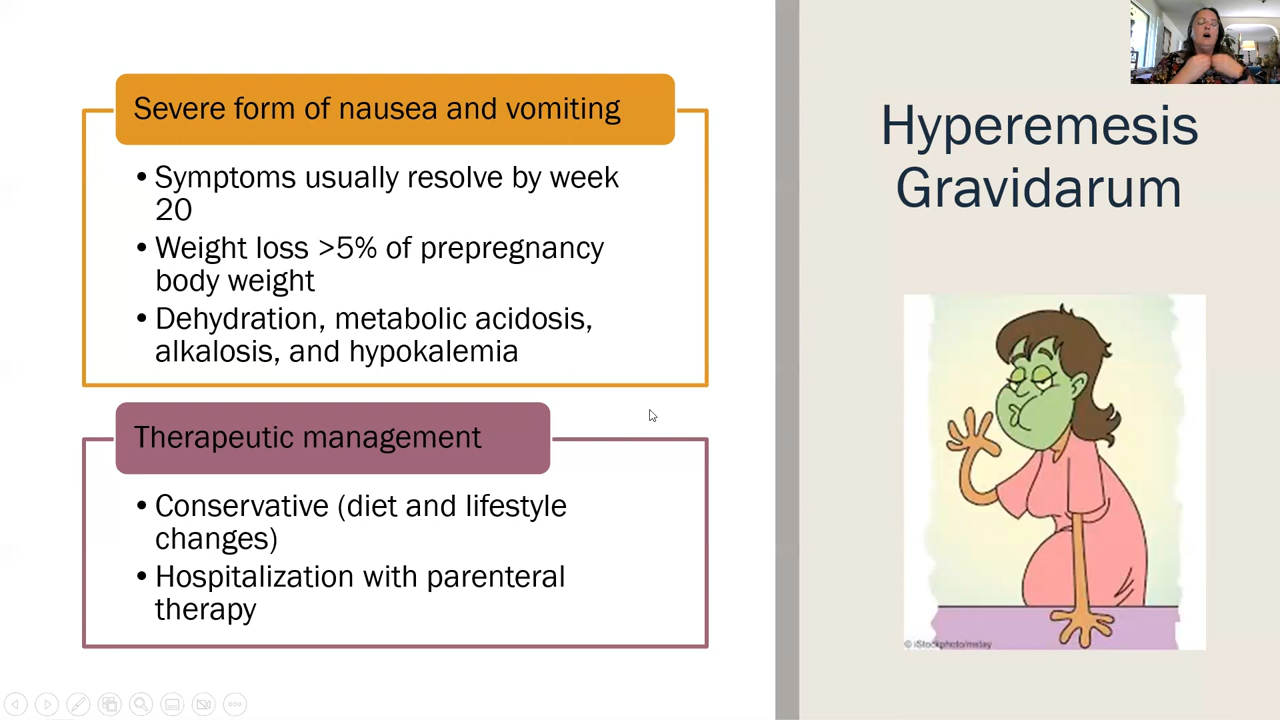 Severe form of nausea and vomiting
• Symptoms usually resolve by week
20
• Weight loss >5% of prepregnancy
body weight
• Dehydration, metabolic acidosis,
alkalosis, and hypokalemia
Therapeutic management
• Conservative (diet and lifestyle
changes)
• Hospitalization with parenteral
therapy
Hyperemesis
Gravidarum